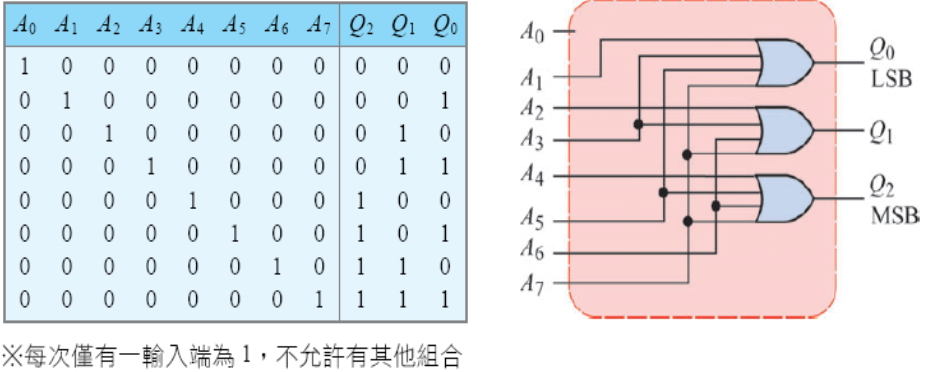 A₀ A₁ A₂ A₃ A₄ A₅ A₆ A₇ Q₂ Q₁ Q₀
1 0 0 0 0 0 0 0 0 0 0
0 1 0 0 0 0 0 0 0 0 1
0 0 1 0 0 0 0 0 0 1 0
0 0 0 1 0 0 0 0 0 1 1
0 0 0 0 1 0 0 0 1 0 0
0 0 0 0 0 1 0 0 1 0 1
0 0 0 0 0 0 1 0 1 1 0
0 0 0 0 0 0 0 1 1 1 1
※每次僅有一輸入端為 1，不允許有其他組合
A₀
A₁
A₂
A₃
A₄
A₅
A₆
A₇
Q₀
LSB
Q₁
Q₂
MSB